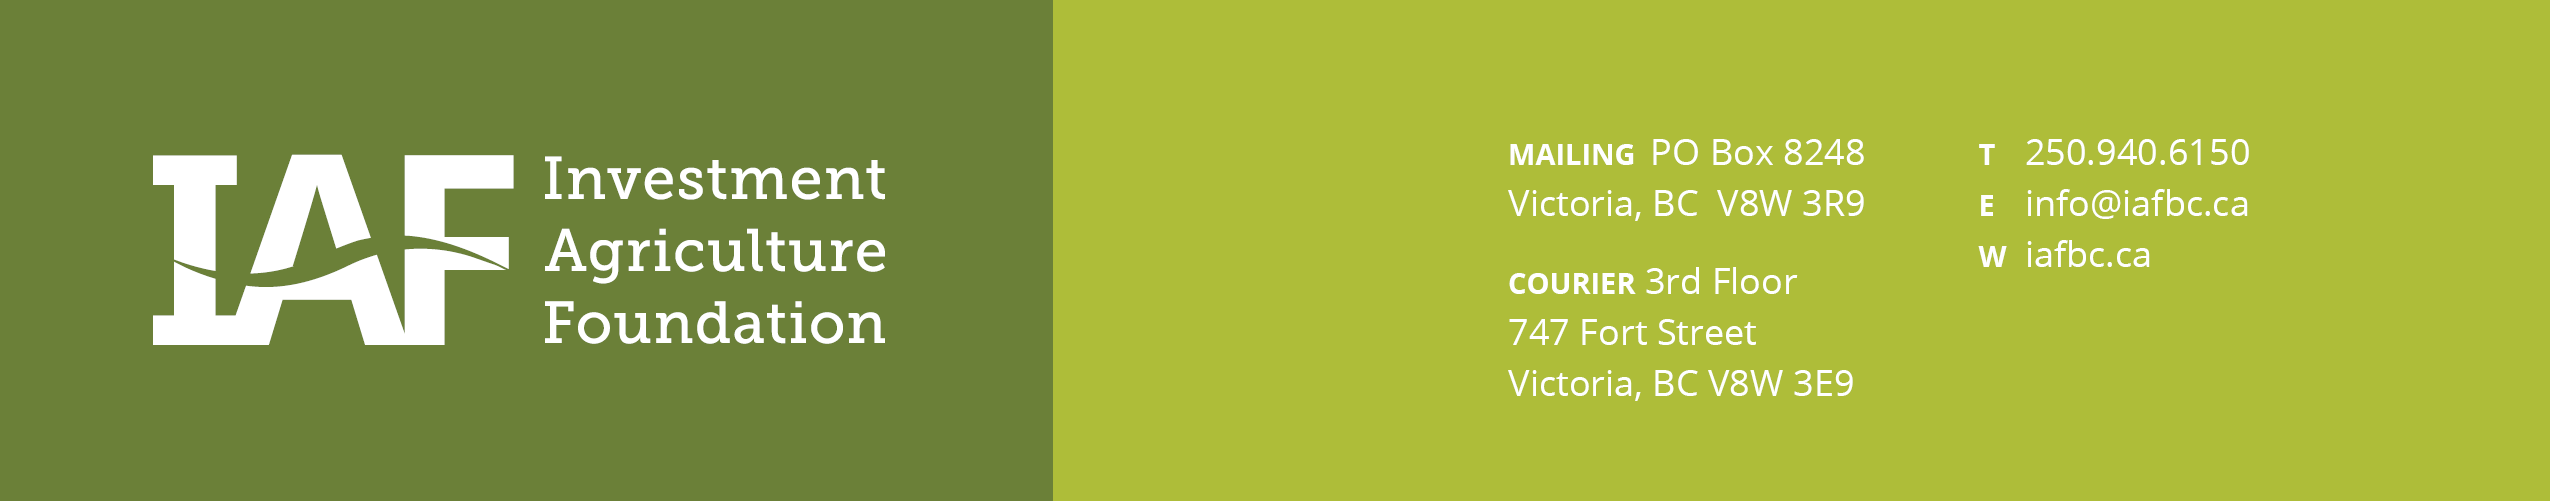 IAF
Investment
Agriculture
Foundation
MAILING PO Box 8248
Victoria, BC  V8W 3R9
COURIER 3rd Floor
747 Fort Street
Victoria, BC V8W 3E9
T 250.940.6150
E info@iafbc.ca
W iafbc.ca